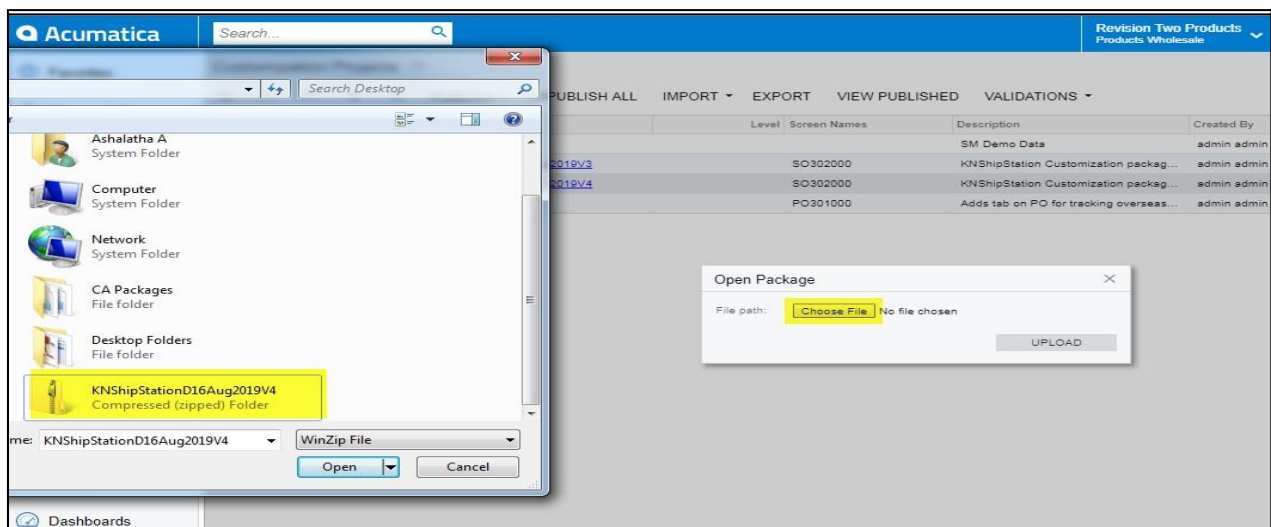 Acumatica
Search...
Revision Two Products
Products Wholesale
Search Desktop
PUBLISH ALL IMPORT EXPORT VIEW PUBLISHED VALIDATIONS
Level Screen Names Description Created By
SM Demo Data admin admin
2019V3 SO302000 KNShipStation Customization packag... admin admin
2019V4 SO302000 KNShipStation Customization packag... admin admin
PO301000 Adds tab on PO for tracking overseas... admin admin
Ashalatha A
System Folder
Computer
System Folder
Network
System Folder
CA Packages
File folder
Desktop Folders
File folder
KNShipStationD16Aug2019V4
Compressed (zipped) Folder
me: KNShipStationD16Aug2019V4 WinZip File
Open Cancel
Open Package
File path: Choose File No file chosen
UPLOAD
Dashboards